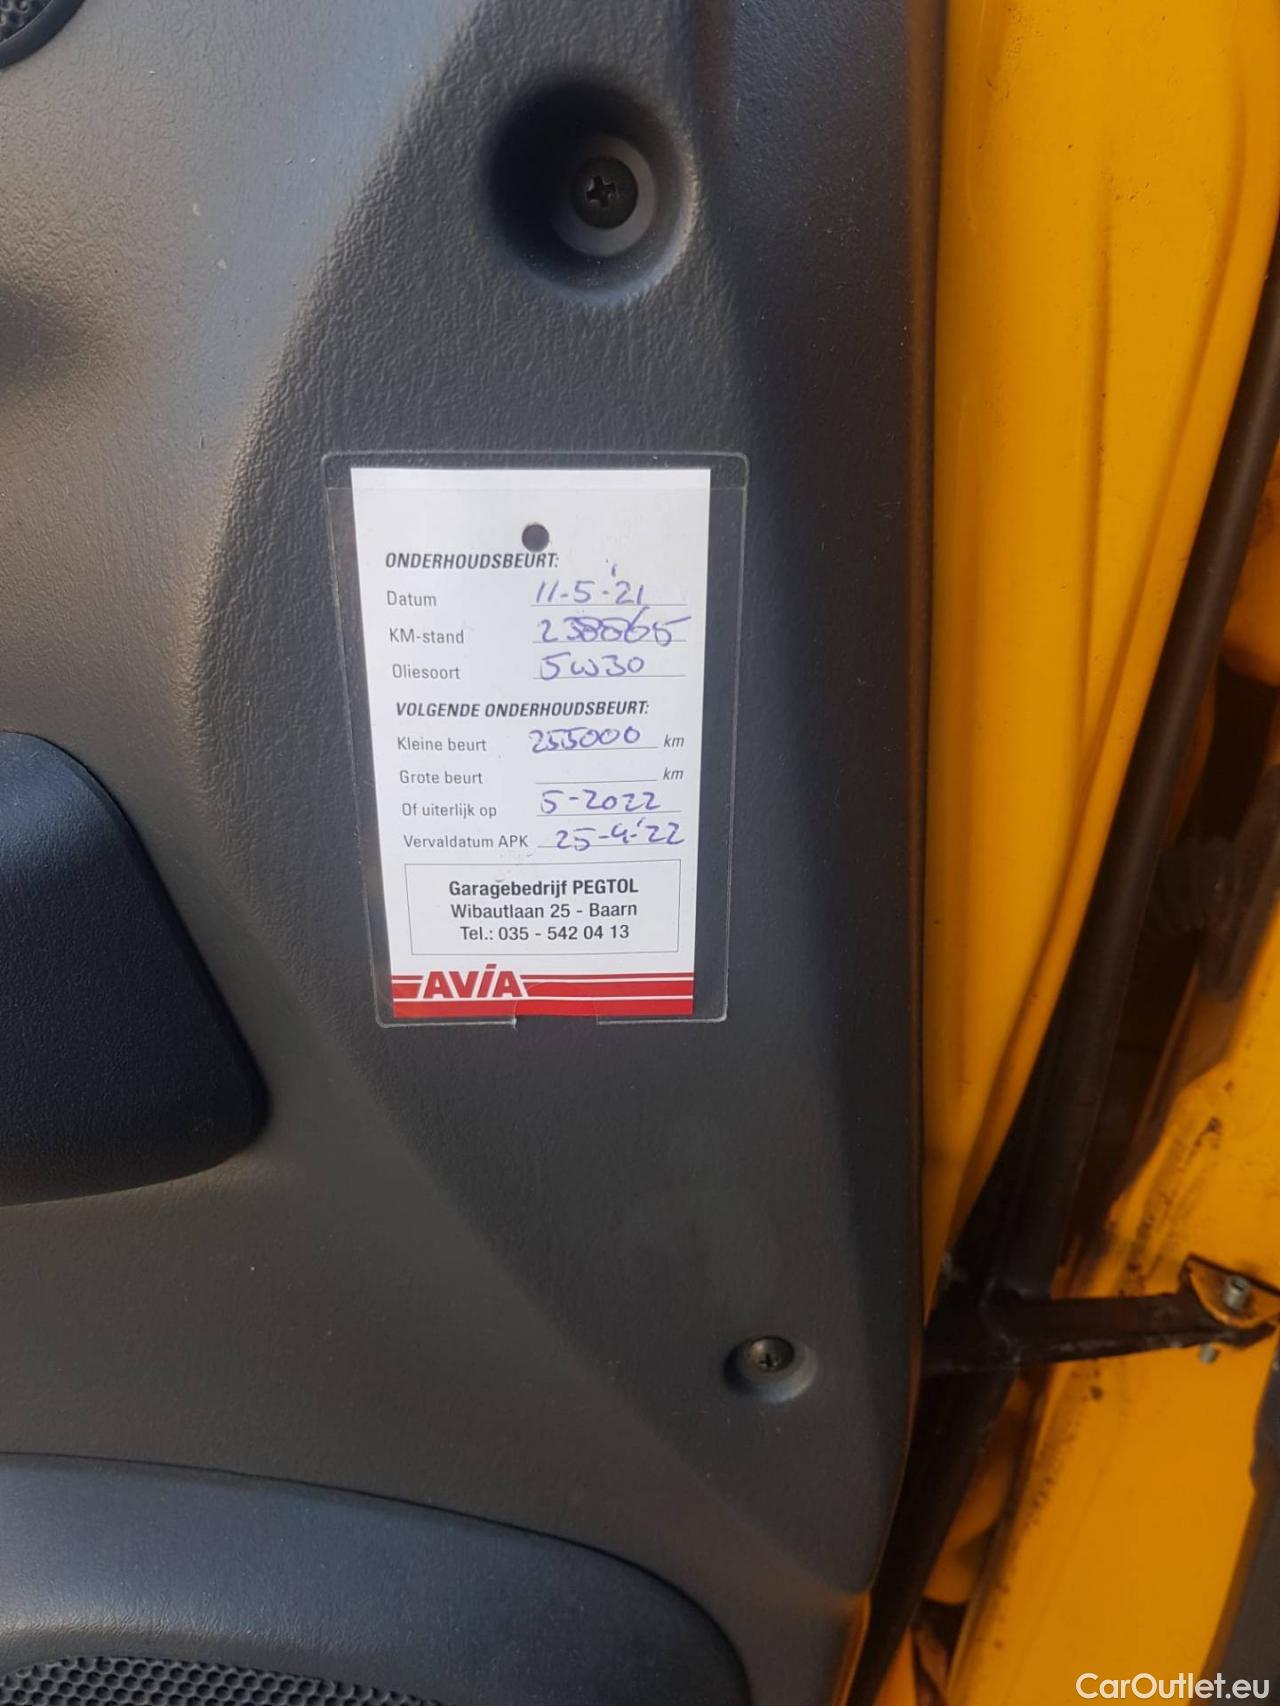 ONDERHOUDSBEURT:
Datum 11-5-'21
KM-stand
Oliesoort 5W30
VOLGENDE ONDERHOUDSBEURT:
Kleine beurt 255000 km
Grote beurt km
Of uiterlijk op 5-2022
Vervaldatum APK 25-4-'22
Garagebedrijf PEGTOL
Wibautlaan 25 - Baarn
Tel.: 035 - 542 04 13
AVIA
CarOutlet.eu